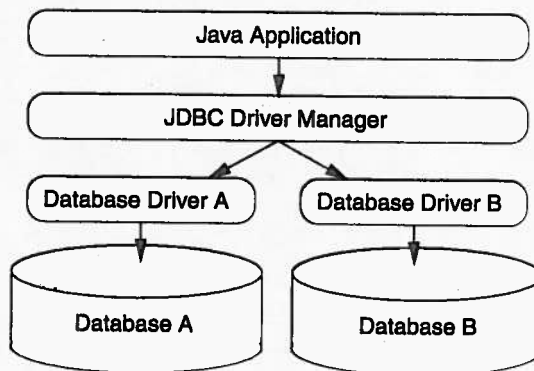 Java Application
JDBC Driver Manager
Database Driver A
Database Driver B
Database A
Database B